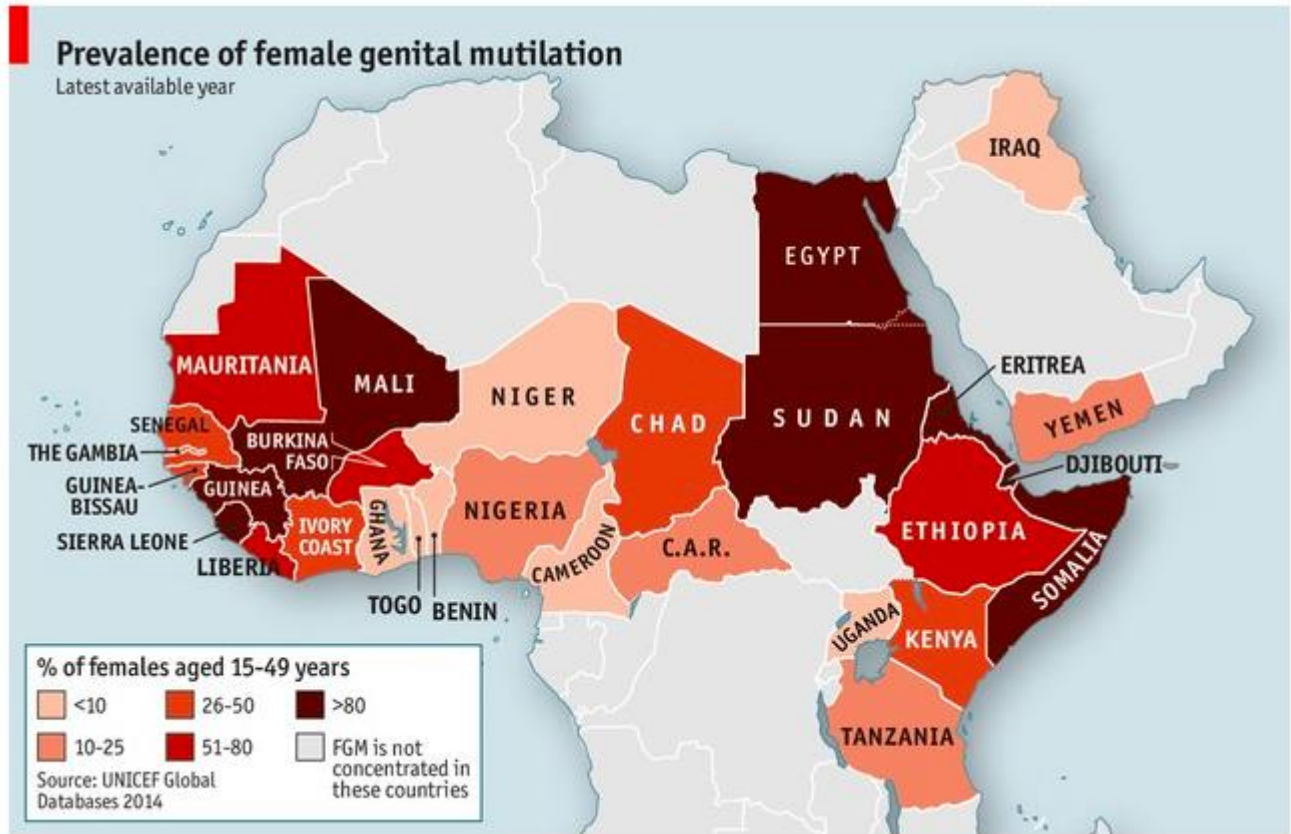 Prevalence of female genital mutilation
Latest available year
IRAQ
EGYPT
MAURITANIA
MALI
NIGER
CHAD
SUDAN
ERITREA
YEMEN
SENEGAL
THE GAMBIA
BURKINA
FASO
DJIBOUTI
GUINEA-
BISSAU
GUINEA
NIGERIA
IVORY
COAST
GHANA
ETHIOPIA
SIERRA LEONE
C.A.R.
CAMEROON
LIBERIA
SOMALIA
TOGO
BENIN
UGANDA
KENYA
TANZANIA
% of females aged 15-49 years
<10
26-50
>80
10-25
51-80
FGM is not
concentrated in
these countries
Source: UNICEF Global
Databases 2014